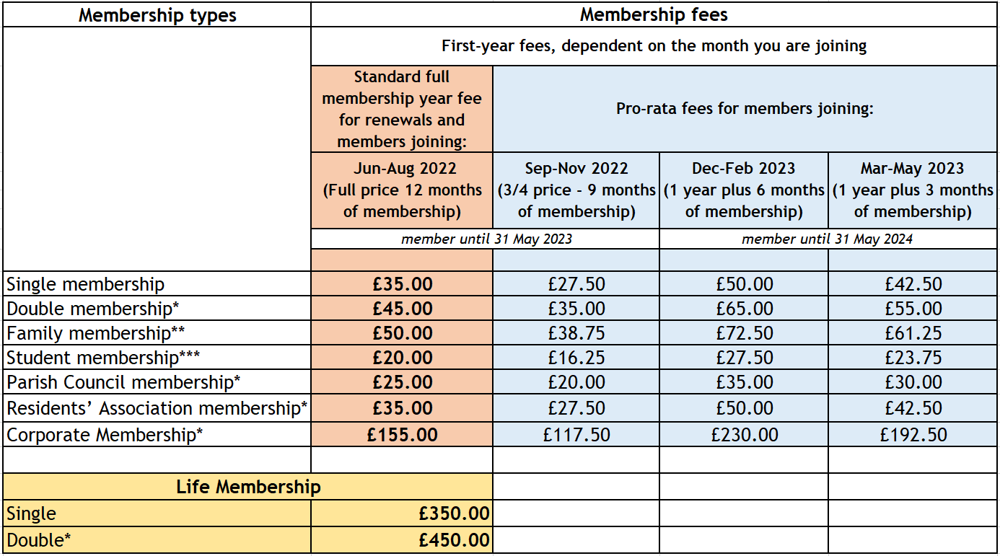 Membership types
Membership fees
First-year fees, dependent on the month you are joining
Standard full
membership year fee
for renewals and
members joining:
Pro-rata fees for members joining:
Jun-Aug 2022
(Full price 12 months
of membership)
Sep-Nov 2022
(3/4 price - 9 months
of membership)
Dec-Feb 2023
(1 year plus 6 months
of membership)
Mar-May 2023
(1 year plus 3 months
of membership)
member until 31 May 2023
member until 31 May 2024
Single membership £35.00 £27.50 £50.00 £42.50
Double membership* £45.00 £35.00 £65.00 £55.00
Family membership** £50.00 £38.75 £72.50 £61.25
Student membership*** £20.00 £16.25 £27.50 £23.75
Parish Council membership* £25.00 £20.00 £35.00 £30.00
Residents’ Association membership* £35.00 £27.50 £50.00 £42.50
Corporate Membership* £155.00 £117.50 £230.00 £192.50
Life Membership
Single £350.00
Double* £450.00